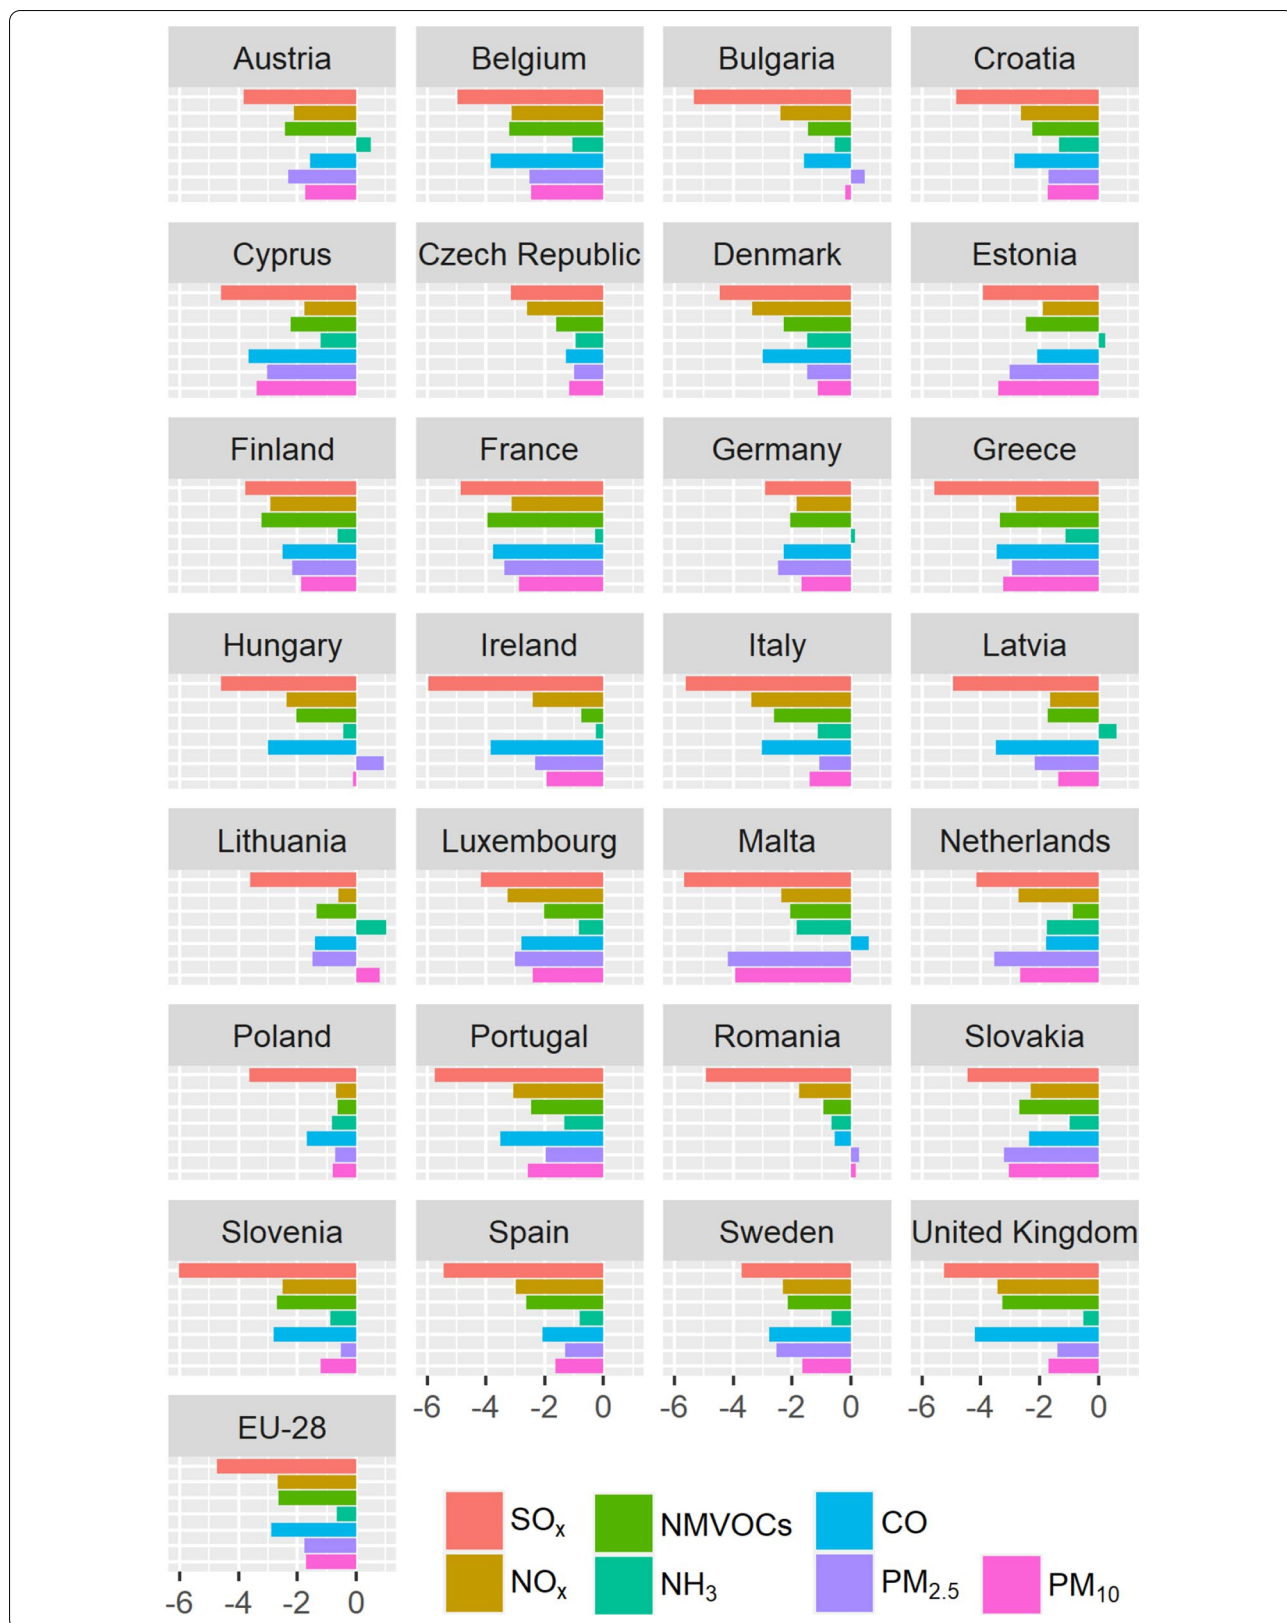 Austria Belgium Bulgaria Croatia
Cyprus Czech Republic Denmark Estonia
Finland France Germany Greece
Hungary Ireland Italy Latvia
Lithuania Luxembourg Malta Netherlands
Poland Portugal Romania Slovakia
Slovenia Spain Sweden United Kingdom
-6 -4 -2 0 -6 -4 -2 0 -6 -4 -2 0
EU-28
-6 -4 -2 0
SOₓ NMVOCs CO
NOₓ NH₃ PM₂.₅ PM₁₀